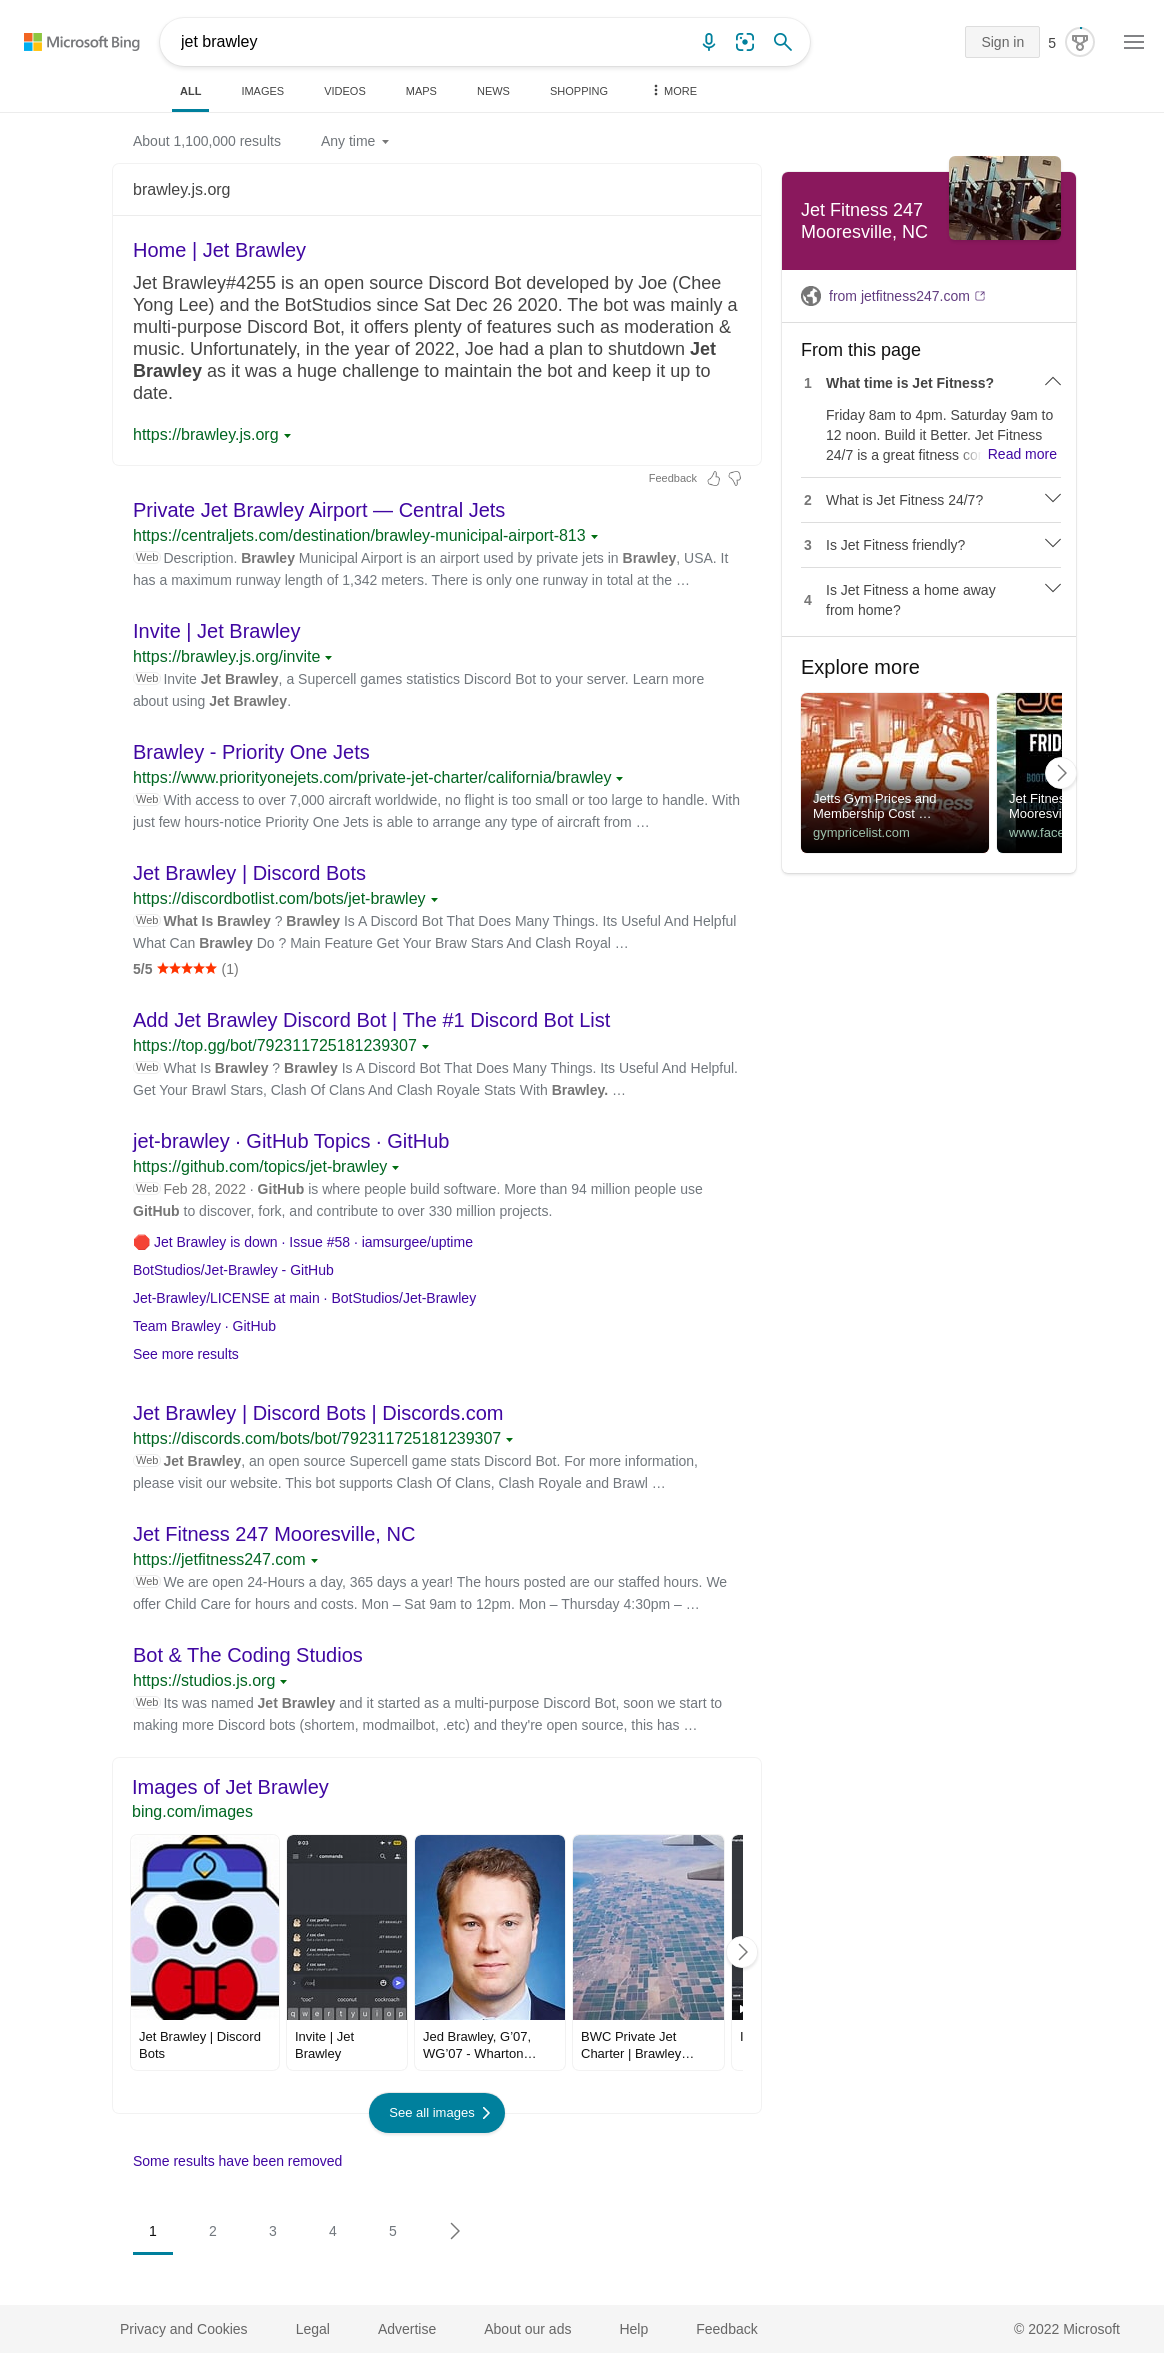 Microsoft Bing
jet brawley
Sign in
5
ALL
IMAGES
VIDEOS
MAPS
NEWS
SHOPPING
MORE
About 1,100,000 results
Any time
brawley.js.org
Home | Jet Brawley
Jet Brawley#4255 is an open source Discord Bot developed by Joe (Chee
Yong Lee) and the BotStudios since Sat Dec 26 2020. The bot was mainly a
multi-purpose Discord Bot, it offers plenty of features such as moderation &
music. Unfortunately, in the year of 2022, Joe had a plan to shutdown Jet
Brawley as it was a huge challenge to maintain the bot and keep it up to
date.
https://brawley.js.org
Feedback
Private Jet Brawley Airport — Central Jets
https://centraljets.com/destination/brawley-municipal-airport-813
Web Description. Brawley Municipal Airport is an airport used by private jets in Brawley, USA. It
has a maximum runway length of 1,342 meters. There is only one runway in total at the …
Invite | Jet Brawley
https://brawley.js.org/invite
Web Invite Jet Brawley, a Supercell games statistics Discord Bot to your server. Learn more
about using Jet Brawley.
Brawley - Priority One Jets
https://www.priorityonejets.com/private-jet-charter/california/brawley
Web With access to over 7,000 aircraft worldwide, no flight is too small or too large to handle. With
just few hours-notice Priority One Jets is able to arrange any type of aircraft from …
Jet Brawley | Discord Bots
https://discordbotlist.com/bots/jet-brawley
Web What Is Brawley ? Brawley Is A Discord Bot That Does Many Things. Its Useful And Helpful
What Can Brawley Do ? Main Feature Get Your Braw Stars And Clash Royal …
5/5 ★★★★★ (1)
Add Jet Brawley Discord Bot | The #1 Discord Bot List
https://top.gg/bot/792311725181239307
Web What Is Brawley ? Brawley Is A Discord Bot That Does Many Things. Its Useful And Helpful.
Get Your Brawl Stars, Clash Of Clans And Clash Royale Stats With Brawley. …
jet-brawley · GitHub Topics · GitHub
https://github.com/topics/jet-brawley
Web Feb 28, 2022 · GitHub is where people build software. More than 94 million people use
GitHub to discover, fork, and contribute to over 330 million projects.
🛑 Jet Brawley is down · Issue #58 · iamsurgee/uptime
BotStudios/Jet-Brawley - GitHub
Jet-Brawley/LICENSE at main · BotStudios/Jet-Brawley
Team Brawley · GitHub
See more results
Jet Brawley | Discord Bots | Discords.com
https://discords.com/bots/bot/792311725181239307
Web Jet Brawley, an open source Supercell game stats Discord Bot. For more information,
please visit our website. This bot supports Clash Of Clans, Clash Royale and Brawl …
Jet Fitness 247 Mooresville, NC
https://jetfitness247.com
Web We are open 24-Hours a day, 365 days a year! The hours posted are our staffed hours. We
offer Child Care for hours and costs. Mon – Sat 9am to 12pm. Mon – Thursday 4:30pm – …
Bot & The Coding Studios
https://studios.js.org
Web Its was named Jet Brawley and it started as a multi-purpose Discord Bot, soon we start to
making more Discord bots (shortem, modmailbot, .etc) and they're open source, this has …
Images of Jet Brawley
bing.com/images
9:03
commands
/ coc profile
JET BRAWLEY
/ coc clan
JET BRAWLEY
/ coc members
JET BRAWLEY
/ coc save
JET BRAWLEY
/coc
"coc"
coconut
cockroach
q w e r t y u i o p
Jet Brawley | Discord
Bots
Invite | Jet
Brawley
Jed Brawley, G'07,
WG'07 - Wharton…
BWC Private Jet
Charter | Brawley…
See all images
Some results have been removed
1
2
3
4
5
Jet Fitness 247
Mooresville, NC
from jetfitness247.com
From this page
1 What time is Jet Fitness?
Friday 8am to 4pm. Saturday 9am to
12 noon. Build it Better. Jet Fitness
24/7 is a great fitness Read more
2 What is Jet Fitness 24/7?
3 Is Jet Fitness friendly?
4 Is Jet Fitness a home away
from home?
Explore more
jetts
24 hour fitness
Jetts Gym Prices and
Membership Cost …
gympricelist.com
FRID
BOOT
Jet Fitnes
Mooresvi
www.face
Privacy and Cookies
Legal
Advertise
About our ads
Help
Feedback
© 2022 Microsoft